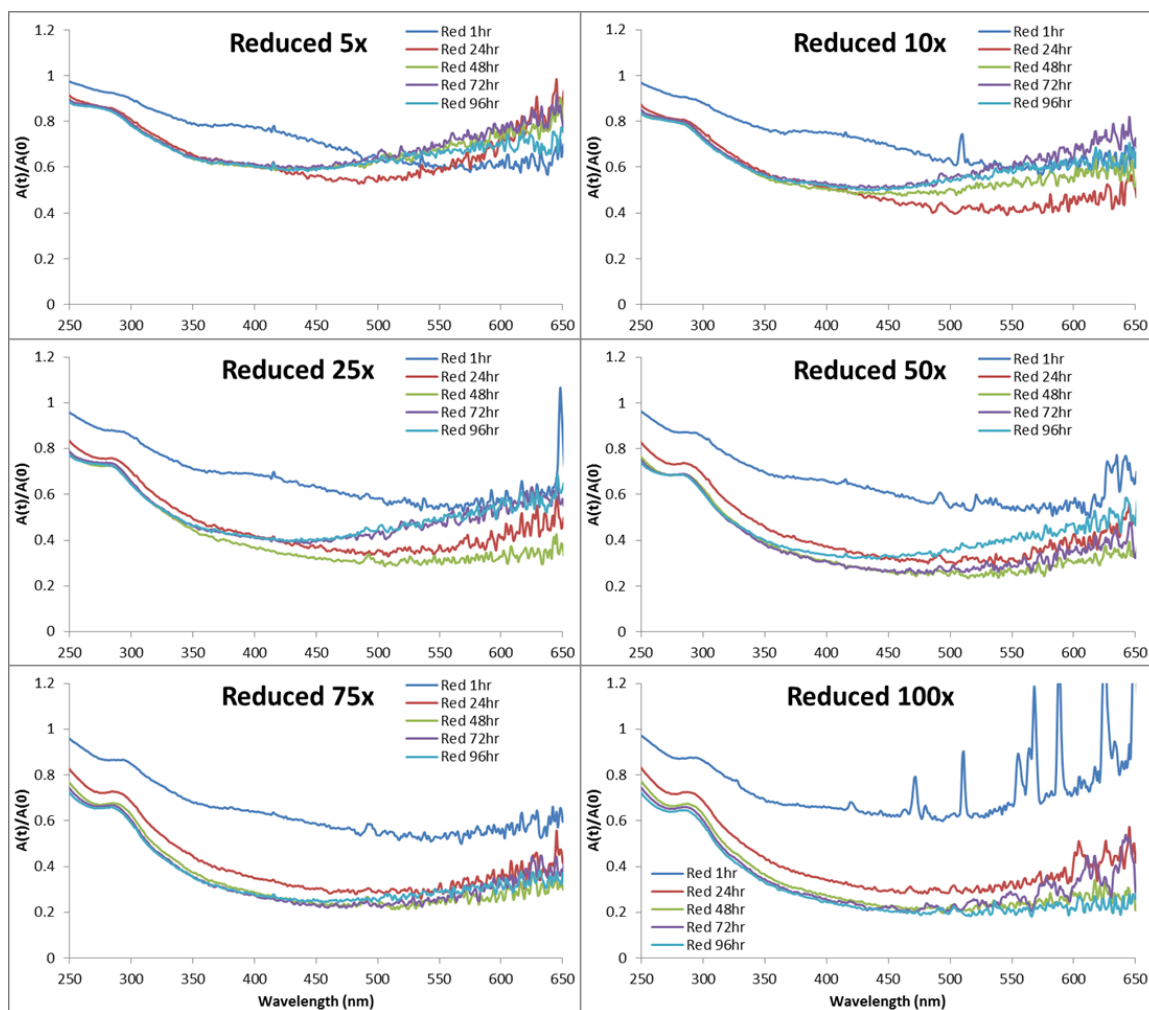 Reduced 5x
Red 1hr
Red 24hr
Red 48hr
Red 72hr
Red 96hr
A(t)/A(0)
1.2
1
0.8
0.6
0.4
0.2
0
250 300 350 400 450 500 550 600 650
Reduced 10x
Red 1hr
Red 24hr
Red 48hr
Red 72hr
Red 96hr
A(t)/A(0)
1.2
1
0.8
0.6
0.4
0.2
0
250 300 350 400 450 500 550 600 650
Reduced 25x
Red 1hr
Red 24hr
Red 48hr
Red 72hr
Red 96hr
A(t)/A(0)
1.2
1
0.8
0.6
0.4
0.2
0
250 300 350 400 450 500 550 600 650
Reduced 50x
Red 1hr
Red 24hr
Red 48hr
Red 72hr
Red 96hr
A(t)/A(0)
1.2
1
0.8
0.6
0.4
0.2
0
250 300 350 400 450 500 550 600 650
Reduced 75x
Red 1hr
Red 24hr
Red 48hr
Red 72hr
Red 96hr
A(t)/A(0)
1.2
1
0.8
0.6
0.4
0.2
0
250 300 350 400 450 500 550 600 650
Wavelength (nm)
Reduced 100x
Red 1hr
Red 24hr
Red 48hr
Red 72hr
Red 96hr
A(t)/A(0)
1.2
1
0.8
0.6
0.4
0.2
0
250 300 350 400 450 500 550 600 650
Wavelength (nm)